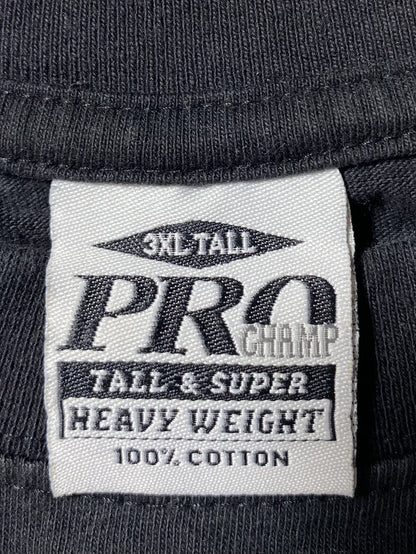 3XL-TALL
PRO
CHAMP
TALL & SUPER
HEAVY WEIGHT
100% COTTON